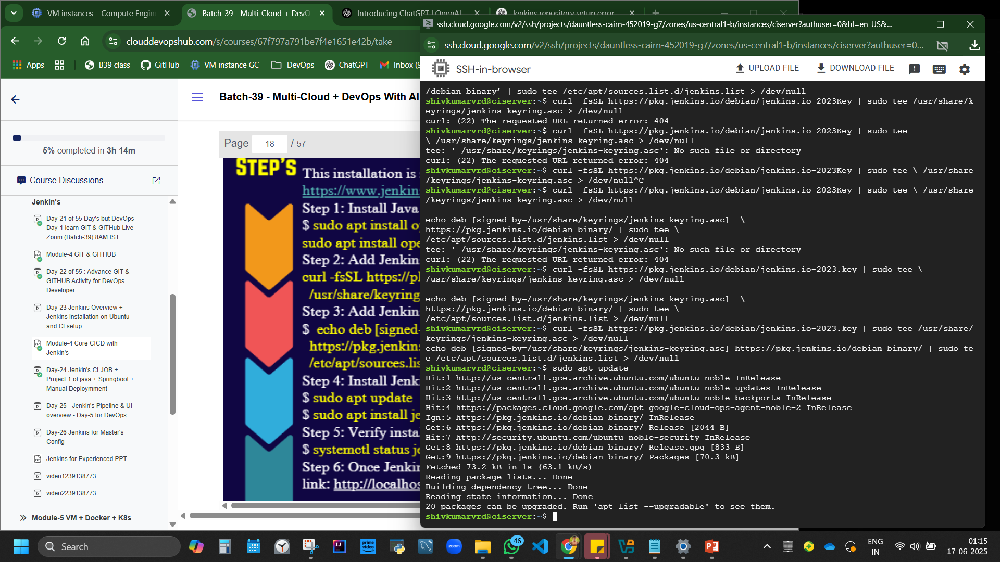 VM instances – Compute Engin
Batch-39 - Multi-Cloud + DevO
Introducing ChatGPT | OpenAI
Jenkins repository setup error
clouddevopshub.com/s/courses/67f797a791be7f4e1651e42b/take
Apps
B39 class
GitHub
VM instance GC
DevOps
ChatGPT
Inbox (9
Batch-39 - Multi-Cloud + DevOps With AI
5% completed in 3h 14m
Course Discussions
Jenkin's
Day-21 of 55 Day's but DevOps
Day-1 learn GIT & GITHub Live
Zoom (Batch-39) 8AM IST
Module-4 GIT & GITHUB
Day-22 of 55 : Advance GIT &
GITHUB Activity for DevOps
Developer
Day-23 Jenkins Overview +
Jenkins installation on Ubuntu
and CI setup
Module-4 Core CICD with
Jenkin's
Day-24 Jenkin's CI JOB +
Project 1 of java + Springboot +
Manual Deploymment
Day-25 - Jenkin's Pipeline & UI
overview - Day-5 for DevOps
Day-26 Jenkins for Master's
Config
Jenkins for Experienced PPT
video1239138773
video2239138773
Module-5 VM + Docker + K8s
Page 18 / 57
STEP'S
This installation is
https://www.jenkin
Step 1: Install Java
$ sudo apt install op
sudo apt install ope
Step 2: Add Jenkin
curl -fsSL https://pl
/usr/share/keyring
Step 3: Add Jenkin
$ echo deb [signed-
https://pkg.jenkin
/etc/apt/sources.lis
Step 4: Install Jenk
$ sudo apt update
$ sudo apt install je
Step 5: Verify insta
$ systemctl status je
Step 6: Once Jenki
link: http://localhos
ssh.cloud.google.com/v2/ssh/projects/dauntless-cairn-452019-g7/zones/us-central1-b/instances/ciserver?authuser=0&hl=en_US&...
ssh.cloud.google.com/v2/ssh/projects/dauntless-cairn-452019-g7/zones/us-central1-b/instances/ciserver?authuser=0...
SSH-in-browser
UPLOAD FILE
DOWNLOAD FILE
/debian binary’ | sudo tee /etc/apt/sources.list.d/jenkins.list > /dev/null
shivkumarvrd@ciserver:~$ curl -fsSL https://pkg.jenkins.io/debian/jenkins.io-2023Key | sudo tee /usr/share/k
eyrings/jenkins-keyring.asc > /dev/null
curl: (22) The requested URL returned error: 404
shivkumarvrd@ciserver:~$ curl -fsSL https://pkg.jenkins.io/debian/jenkins.io-2023Key | sudo tee
\ /usr/share/keyrings/jenkins-keyring.asc > /dev/null
tee: ' /usr/share/keyrings/jenkins-keyring.asc': No such file or directory
curl: (22) The requested URL returned error: 404
shivkumarvrd@ciserver:~$ curl -fsSL https://pkg.jenkins.io/debian/jenkins.io-2023Key | sudo tee \ /usr/share
/keyrings/jenkins-keyring.asc > /dev/null^C
shivkumarvrd@ciserver:~$ curl -fsSL https://pkg.jenkins.io/debian/jenkins.io-2023Key | sudo tee \ /usr/share
/keyrings/jenkins-keyring.asc > /dev/null
echo deb [signed-by=/usr/share/keyrings/jenkins-keyring.asc]  \
https://pkg.jenkins.io/debian binary/ | sudo tee \
/etc/apt/sources.list.d/jenkins.list > /dev/null
tee: ' /usr/share/keyrings/jenkins-keyring.asc': No such file or directory
curl: (22) The requested URL returned error: 404
shivkumarvrd@ciserver:~$ curl -fsSL https://pkg.jenkins.io/debian/jenkins.io-2023.key | sudo tee \
/usr/share/keyrings/jenkins-keyring.asc > /dev/null
echo deb [signed-by=/usr/share/keyrings/jenkins-keyring.asc]  \
https://pkg.jenkins.io/debian binary/ | sudo tee \
/etc/apt/sources.list.d/jenkins.list > /dev/null
shivkumarvrd@ciserver:~$ curl -fsSL https://pkg.jenkins.io/debian/jenkins.io-2023.key | sudo tee /usr/share/
keyrings/jenkins-keyring.asc > /dev/null
echo deb [signed-by=/usr/share/keyrings/jenkins-keyring.asc] https://pkg.jenkins.io/debian binary/ | sudo te
e /etc/apt/sources.list.d/jenkins.list > /dev/null
shivkumarvrd@ciserver:~$ sudo apt update
Hit:1 http://us-central1.gce.archive.ubuntu.com/ubuntu noble InRelease
Hit:2 http://us-central1.gce.archive.ubuntu.com/ubuntu noble-updates InRelease
Hit:3 http://us-central1.gce.archive.ubuntu.com/ubuntu noble-backports InRelease
Hit:4 https://packages.cloud.google.com/apt google-cloud-ops-agent-noble-2 InRelease
Ign:5 https://pkg.jenkins.io/debian binary/ InRelease
Get:6 https://pkg.jenkins.io/debian binary/ Release [2044 B]
Hit:7 http://security.ubuntu.com/ubuntu noble-security InRelease
Get:8 https://pkg.jenkins.io/debian binary/ Release.gpg [833 B]
Get:9 https://pkg.jenkins.io/debian binary/ Packages [70.3 kB]
Fetched 73.2 kB in 1s (63.1 kB/s)
Reading package lists... Done
Building dependency tree... Done
Reading state information... Done
20 packages can be upgraded. Run 'apt list --upgradable' to see them.
shivkumarvrd@ciserver:~$
Search
prime video
zoom
46
ENG
IN
01:15
17-06-2025